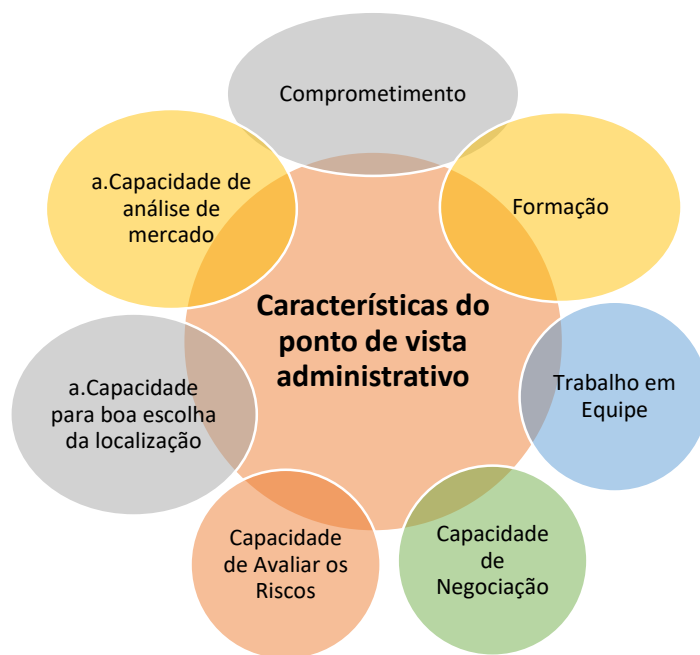 Comprometimento
Formação
Trabalho em
Equipe
Capacidade
de
Negociação
Capacidade
de Avaliar os
Riscos
a.Capacidade
para boa escolha
da localização
a.Capacidade de
análise de
mercado
Características do
ponto de vista
administrativo